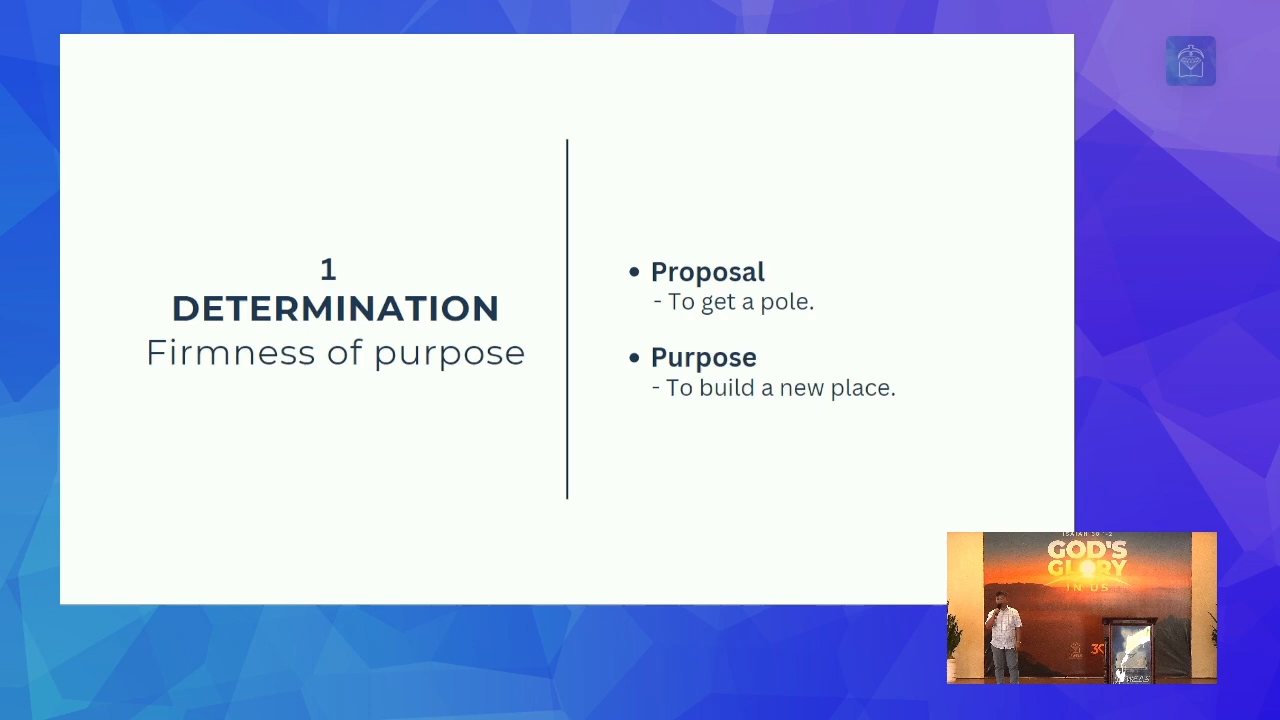 1
DETERMINATION
Firmness of purpose
• Proposal
- To get a pole.
• Purpose
- To build a new place.
GOD'S
GLORY
IN US